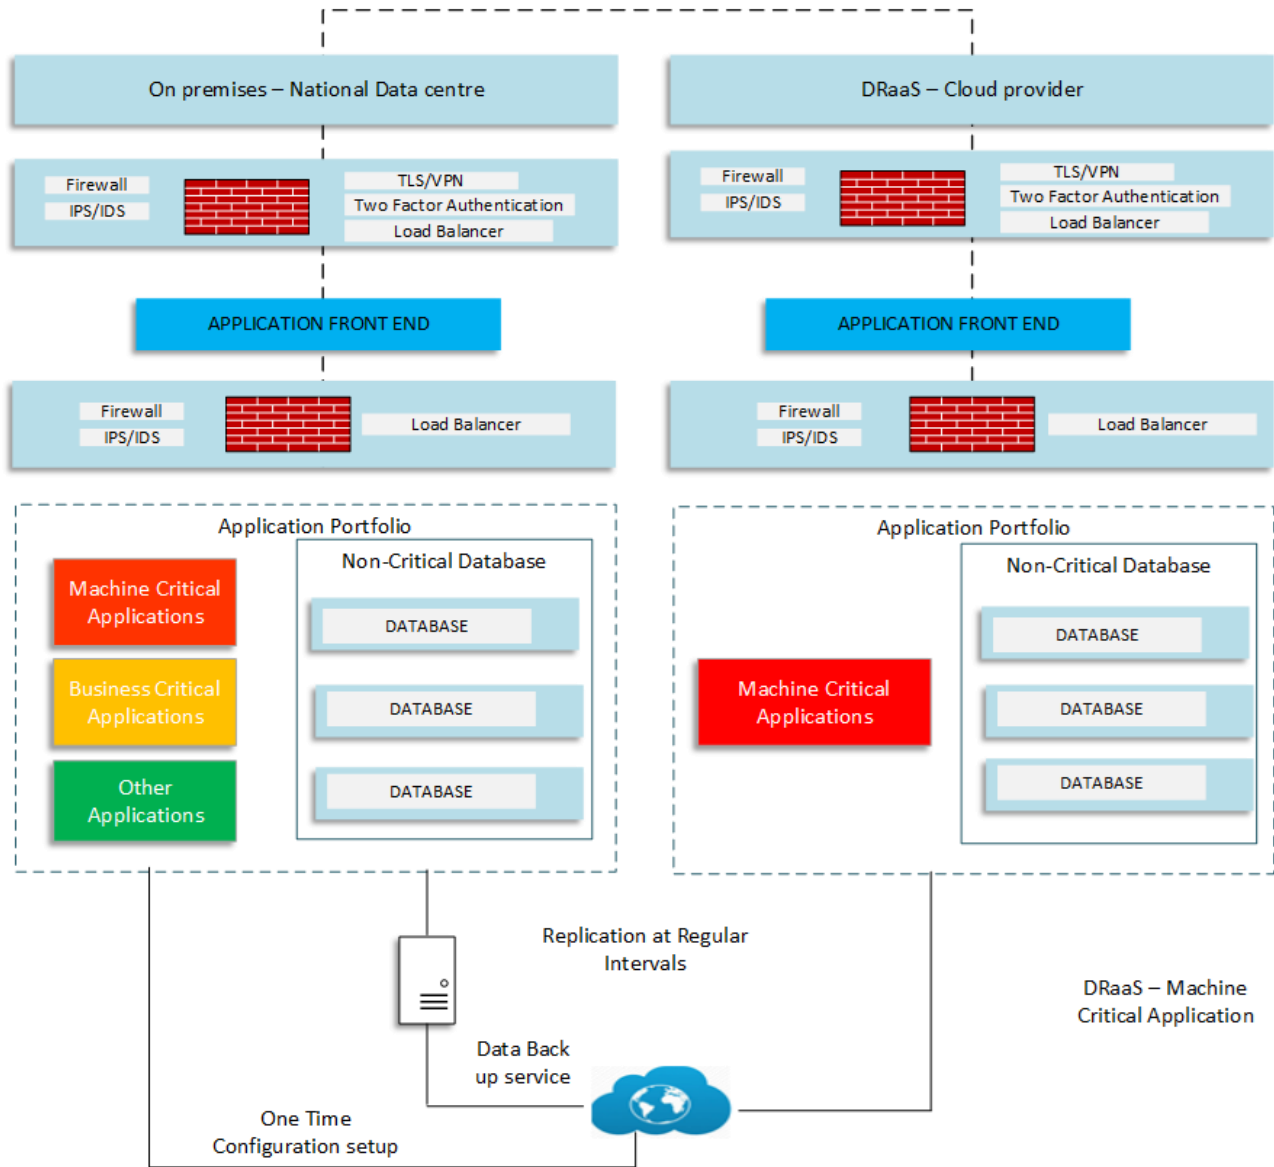 On premises – National Data centre
DRaaS – Cloud provider
Firewall
IPS/IDS
TLS/VPN
Two Factor Authentication
Load Balancer
Firewall
IPS/IDS
TLS/VPN
Two Factor Authentication
Load Balancer
APPLICATION FRONT END
APPLICATION FRONT END
Firewall
IPS/IDS
Load Balancer
Firewall
IPS/IDS
Load Balancer
Application Portfolio
Machine Critical
Applications
Business Critical
Applications
Other
Applications
Non-Critical Database
DATABASE
DATABASE
DATABASE
Application Portfolio
Machine Critical
Applications
Non-Critical Database
DATABASE
DATABASE
DATABASE
Replication at Regular
Intervals
DRaaS – Machine
Critical Application
Data Back
up service
One Time
Configuration setup